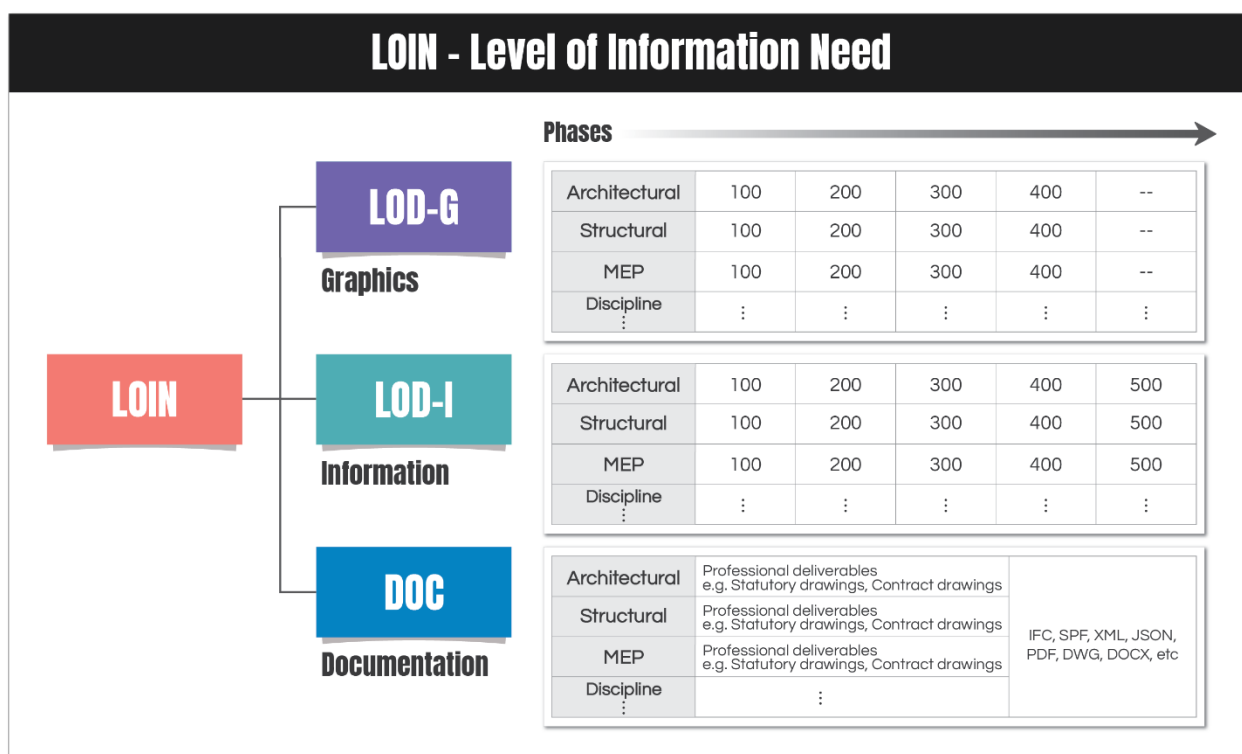 LOIN - Level of Information Need
Phases
LOD-G
Graphics
Architectural 100 200 300 400 --
Structural 100 200 300 400 --
MEP 100 200 300 400 --
Discipline
⋮ ⋮ ⋮ ⋮ ⋮ ⋮
LOIN
LOD-I
Information
Architectural 100 200 300 400 500
Structural 100 200 300 400 500
MEP 100 200 300 400 500
Discipline
⋮ ⋮ ⋮ ⋮ ⋮ ⋮
DOC
Documentation
Architectural
Professional deliverables
e.g. Statutory drawings, Contract drawings
Structural
Professional deliverables
e.g. Statutory drawings, Contract drawings
MEP
Professional deliverables
e.g. Statutory drawings, Contract drawings
Discipline
⋮ ⋮
IFC, SPF, XML, JSON,
PDF, DWG, DOCX, etc